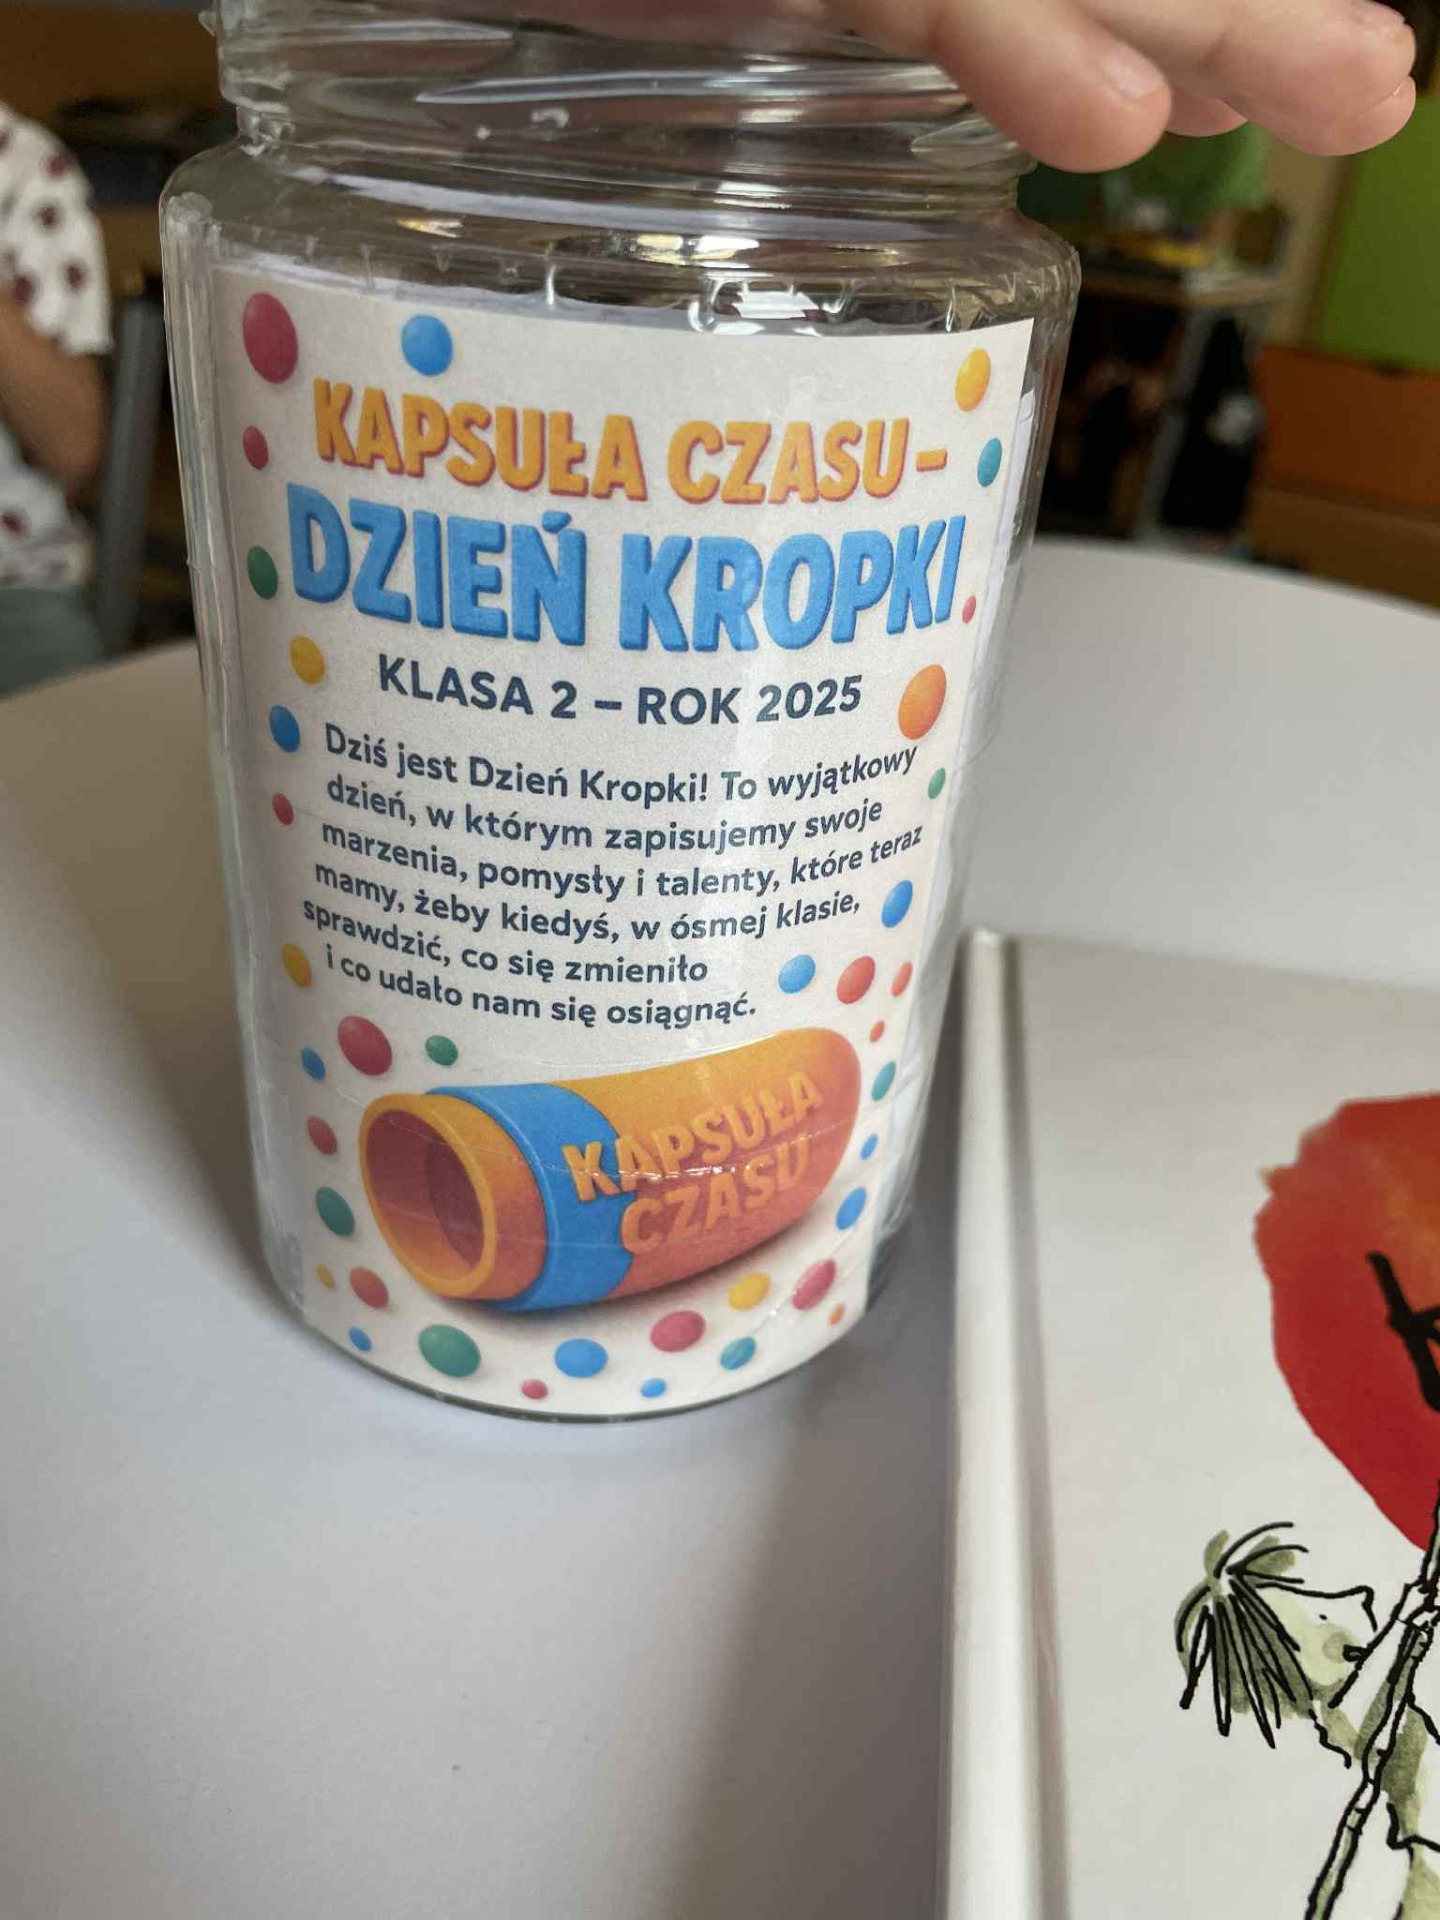 KAPSUŁA CZASU –
DZIEŃ KROPKI
KLASA 2 – ROK 2025
Dziś jest Dzień Kropki! To wyjątkowy
dzień, w którym zapisujemy swoje
marzenia, pomysły i talenty, które teraz
mamy, żeby kiedyś, w ósmej klasie,
sprawdzić, co się zmieniło
i co udało nam się osiągnąć.
KAPSUŁA
CZASU